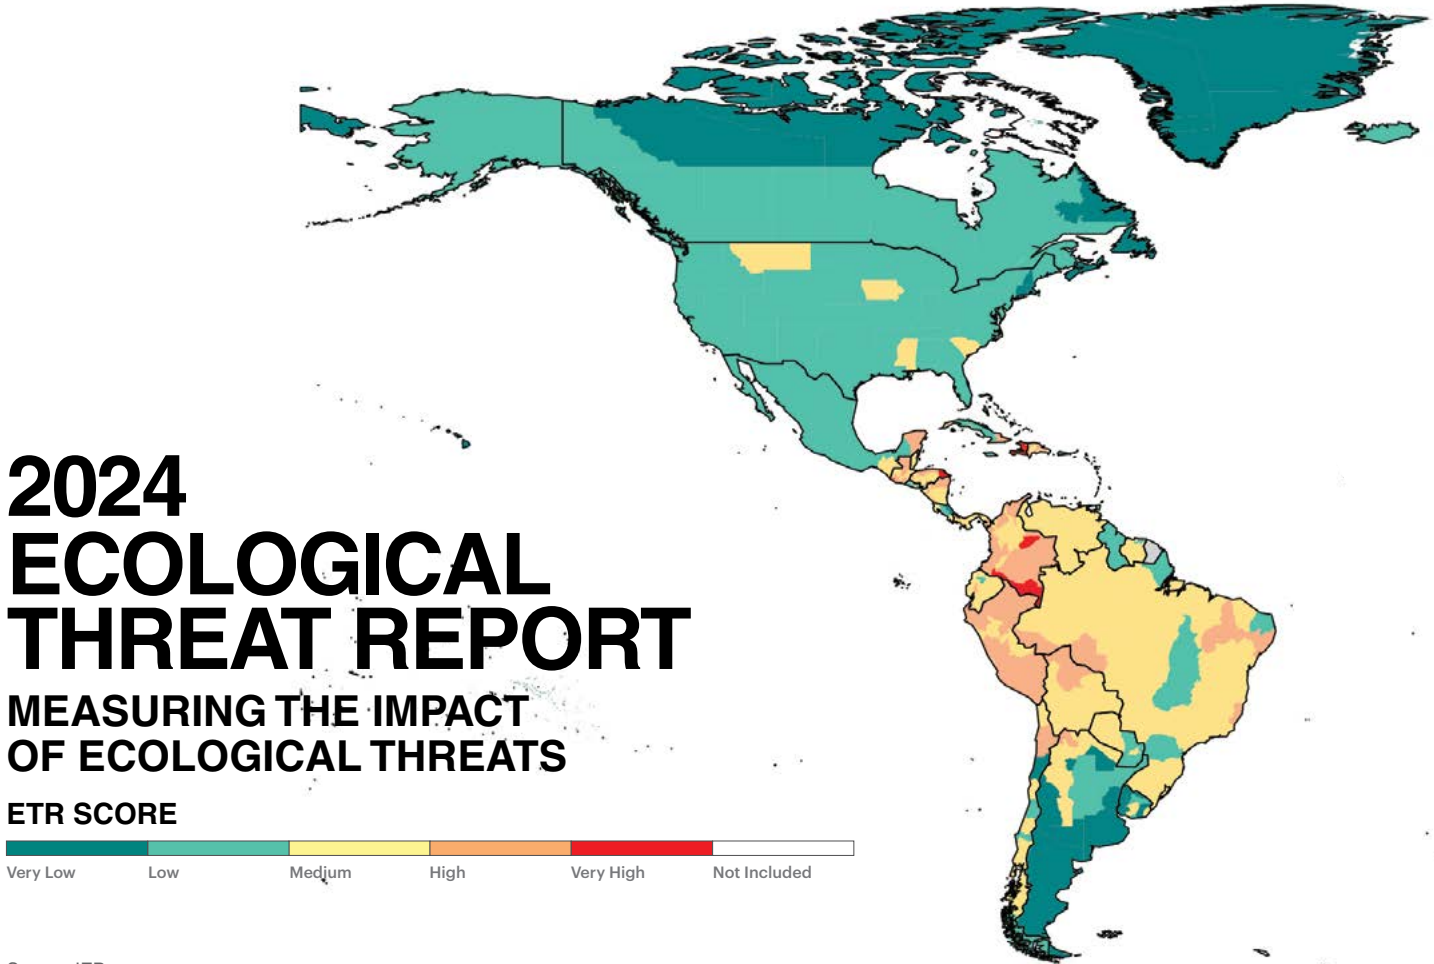 2024
ECOLOGICAL
THREAT REPORT
MEASURING THE IMPACT
OF ECOLOGICAL THREATS
ETR SCORE
Very Low Low Medium High Very High Not Included